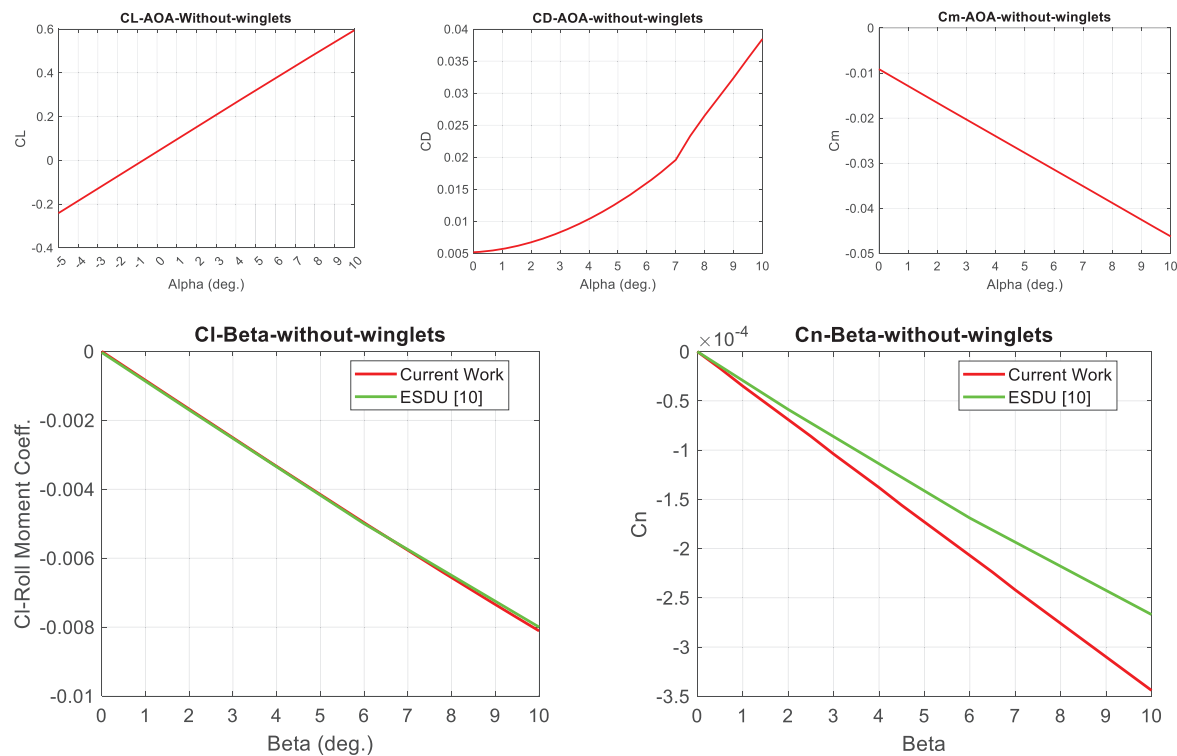 CL-AOA-Without-winglets
0.6
0.4
0.2
0
-0.2
-0.4
CL
-5 -4 -3 -2 -1 0 1 2 3 4 5 6 7 8 9 10
Alpha (deg.)
CD-AOA-without-winglets
0.04
0.035
0.03
0.025
0.02
0.015
0.01
0.005
CD
0 1 2 3 4 5 6 7 8 9 10
Alpha (deg.)
Cm-AOA-without-winglets
0
-0.01
-0.02
-0.03
-0.04
-0.05
Cm
0 1 2 3 4 5 6 7 8 9 10
Alpha (deg.)
Cl-Beta-without-winglets
0
-0.002
-0.004
-0.006
-0.008
-0.01
Cl-Roll Moment Coeff.
Current Work
ESDU [10]
0 1 2 3 4 5 6 7 8 9 10
Beta (deg.)
Cn-Beta-without-winglets
×10⁻⁴
0
-0.5
-1
-1.5
-2
-2.5
-3
-3.5
Cn
Current Work
ESDU [10]
0 1 2 3 4 5 6 7 8 9 10
Beta